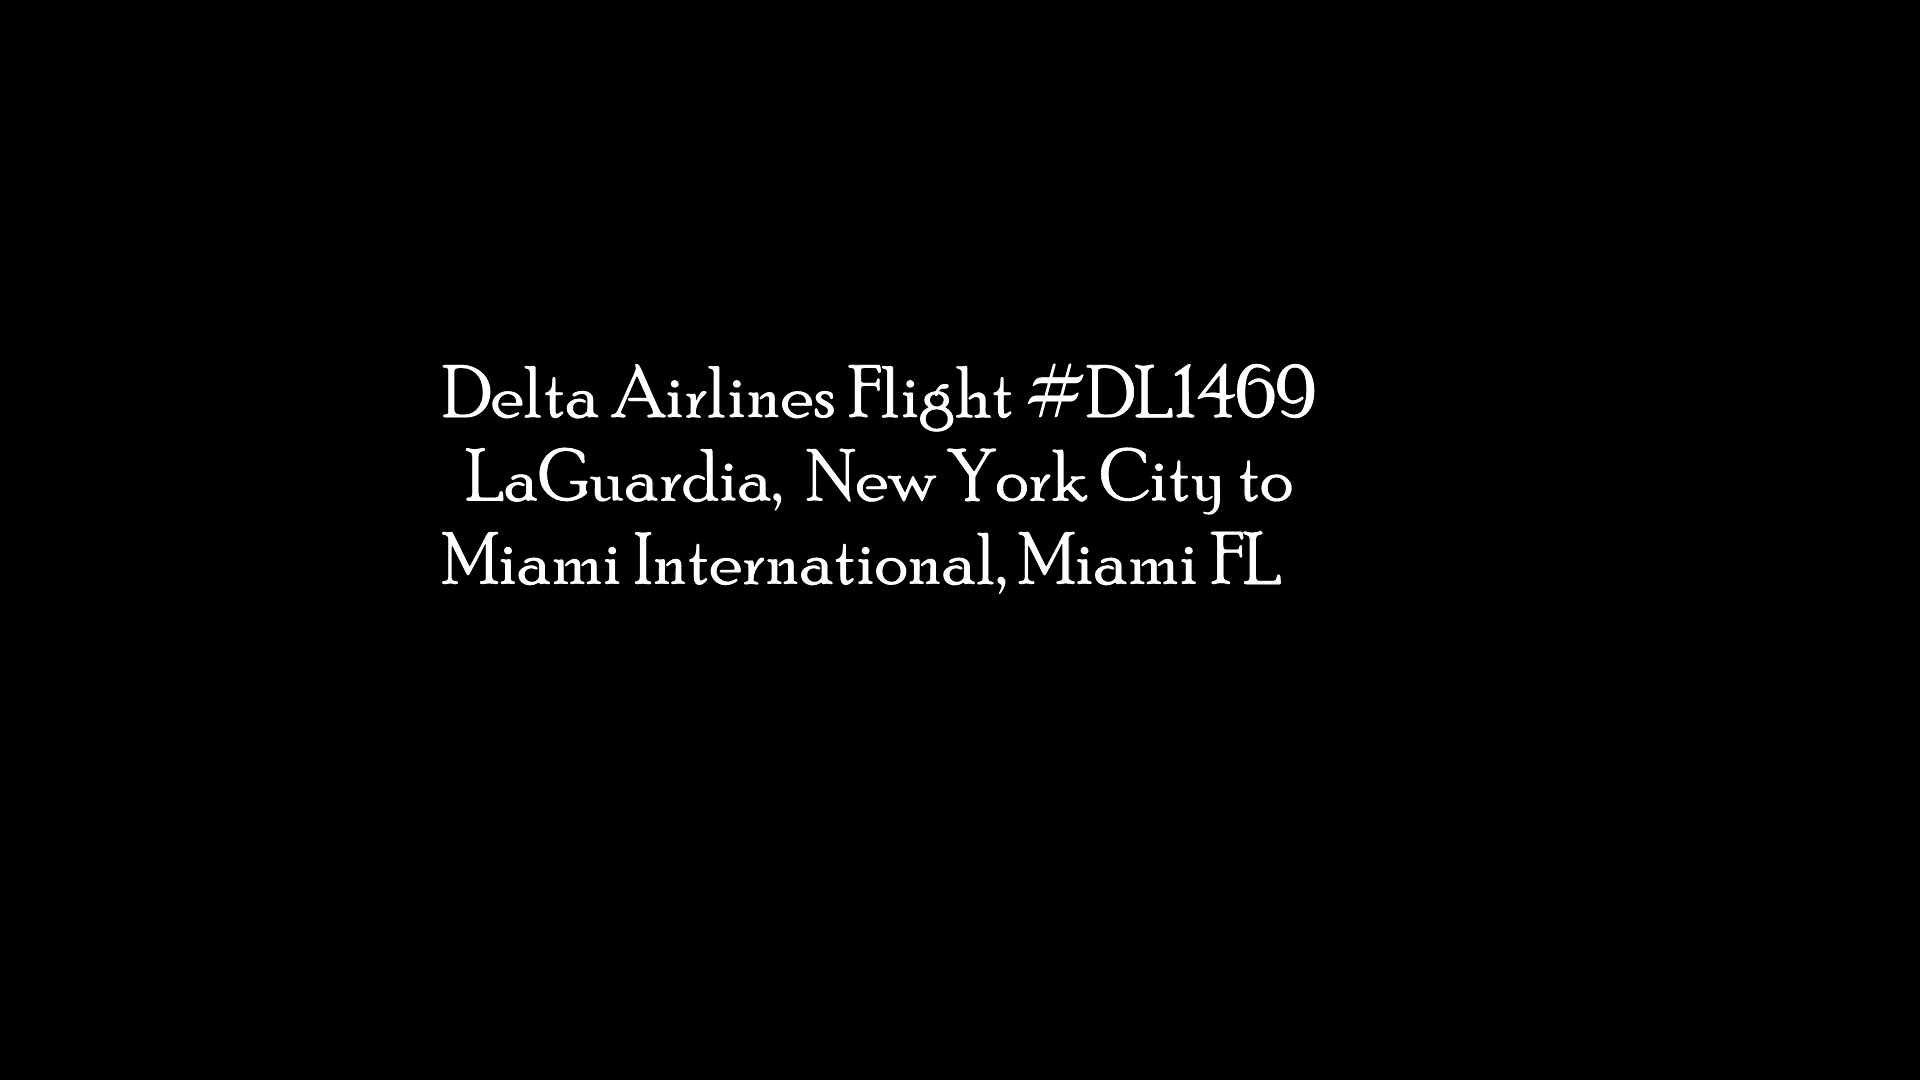 Delta Airlines Flight #DL1469
LaGuardia, New York City to
Miami International, Miami FL